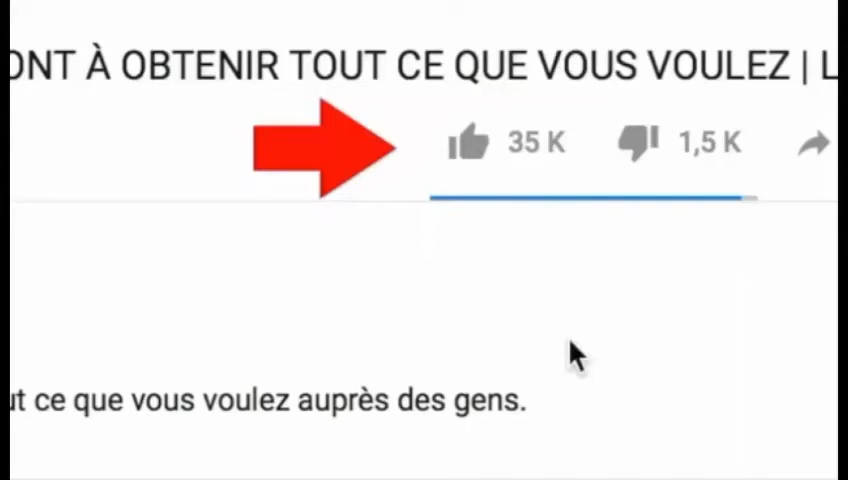 ONT À OBTENIR TOUT CE QUE VOUS VOULEZ | L
35 K 1,5 K
ut ce que vous voulez auprès des gens.